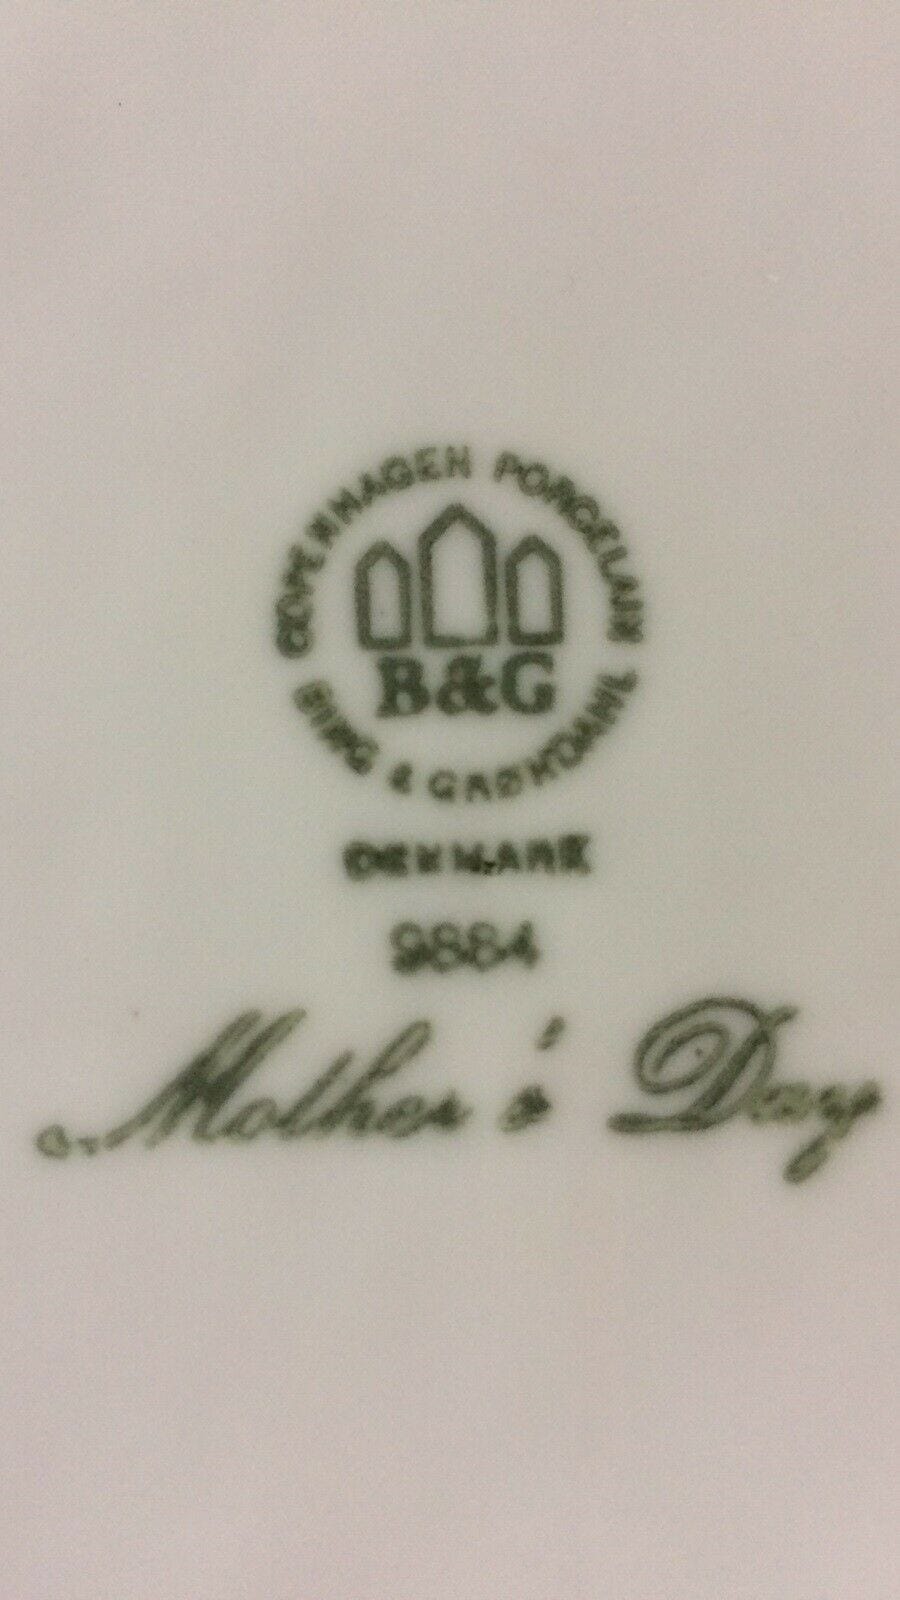 COPENHAGEN PORCELAIN
B&G
BING & GRØNDAHL
DENMARK
9884
Mother's Day